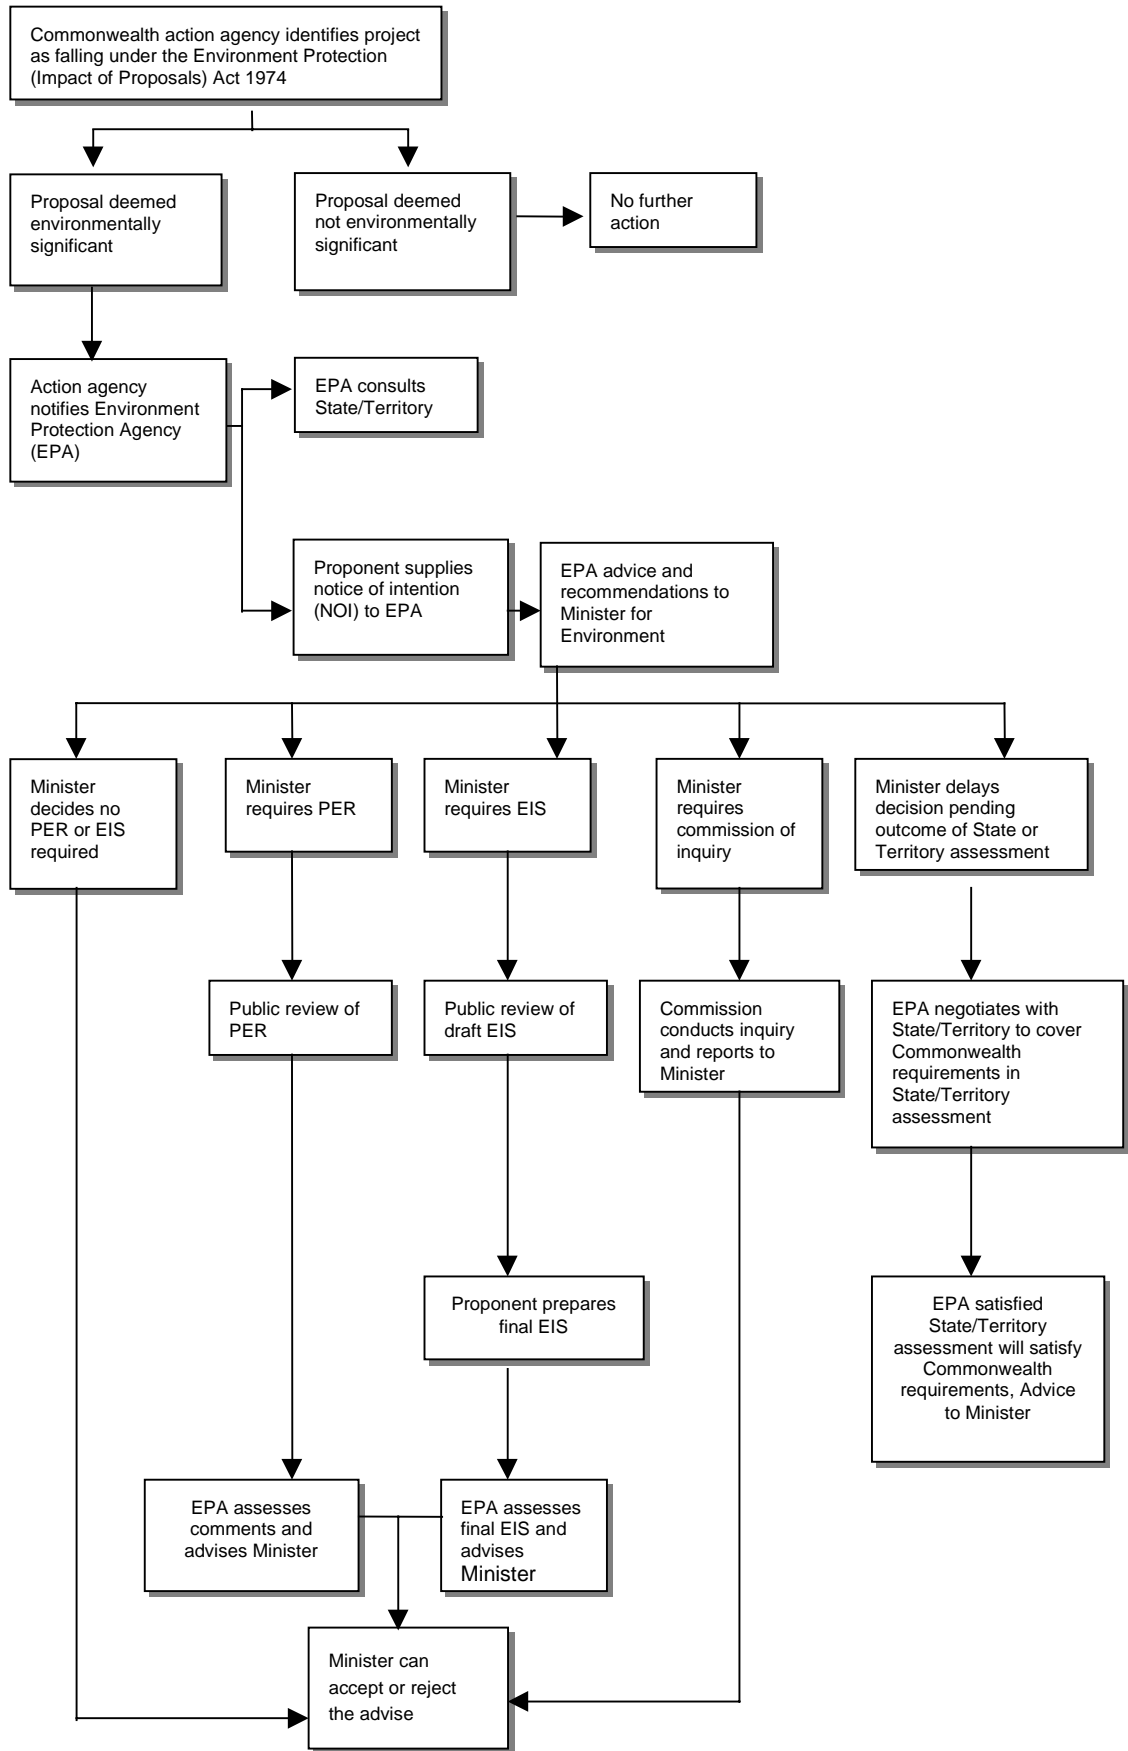 Commonwealth action agency identifies project
as falling under the Environment Protection
(Impact of Proposals) Act 1974
Proposal deemed
environmentally
significant
Proposal deemed
not environmentally
significant
No further
action
Action agency
notifies Environment
Protection Agency
(EPA)
EPA consults
State/Territory
Proponent supplies
notice of intention
(NOI) to EPA
EPA advice and
recommendations to
Minister for
Environment
Minister
decides no
PER or EIS
required
Minister
requires PER
Minister
requires EIS
Minister
requires
commission of
inquiry
Minister delays
decision pending
outcome of State or
Territory assessment
Public review of
PER
Public review of
draft EIS
Commission
conducts inquiry
and reports to
Minister
EPA negotiates with
State/Territory to cover
Commonwealth
requirements in
State/Territory
assessment
Proponent prepares
final EIS
EPA satisfied
State/Territory
assessment will satisfy
Commonwealth
requirements, Advice
to Minister
EPA assesses
comments and
advises Minister
EPA assesses
final EIS and
advises
Minister
Minister can
accept or reject
the advise